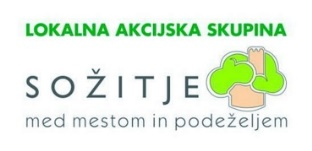 LOKALNA AKCIJSKA SKUPINA
SOŽITJE
med mestom in podeželjem